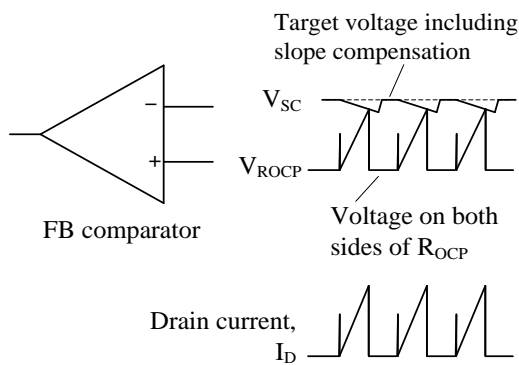 Target voltage including
slope compensation
V_SC
−
+
V_ROCP
FB comparator
Voltage on both
sides of R_OCP
Drain current,
I_D